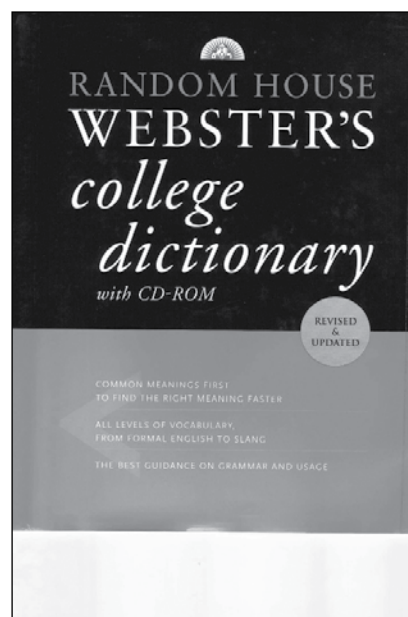 RANDOM HOUSE
WEBSTER'S
college
dictionary
with CD-ROM
REVISED
&
UPDATED
COMMON MEANINGS FIRST
TO FIND THE RIGHT MEANING FASTER
ALL LEVELS OF VOCABULARY,
FROM FORMAL ENGLISH TO SLANG
THE BEST GUIDANCE ON GRAMMAR AND USAGE